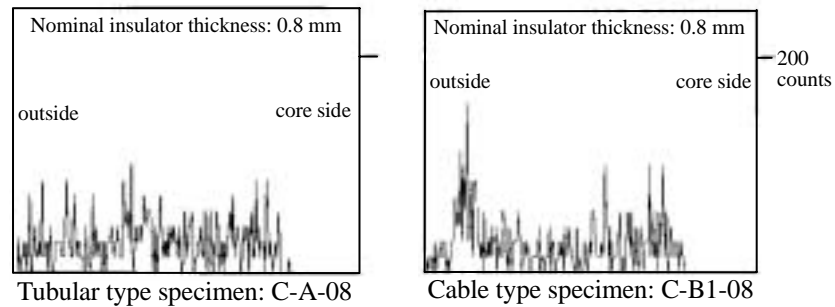 Nominal insulator thickness: 0.8 mm
outside
core side
Tubular type specimen: C-A-08
Nominal insulator thickness: 0.8 mm
200
counts
outside
core side
Cable type specimen: C-B1-08